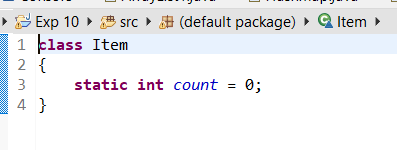 Exp 10 src (default package) Item
1 class Item
2 {
3 static int count = 0;
4 }